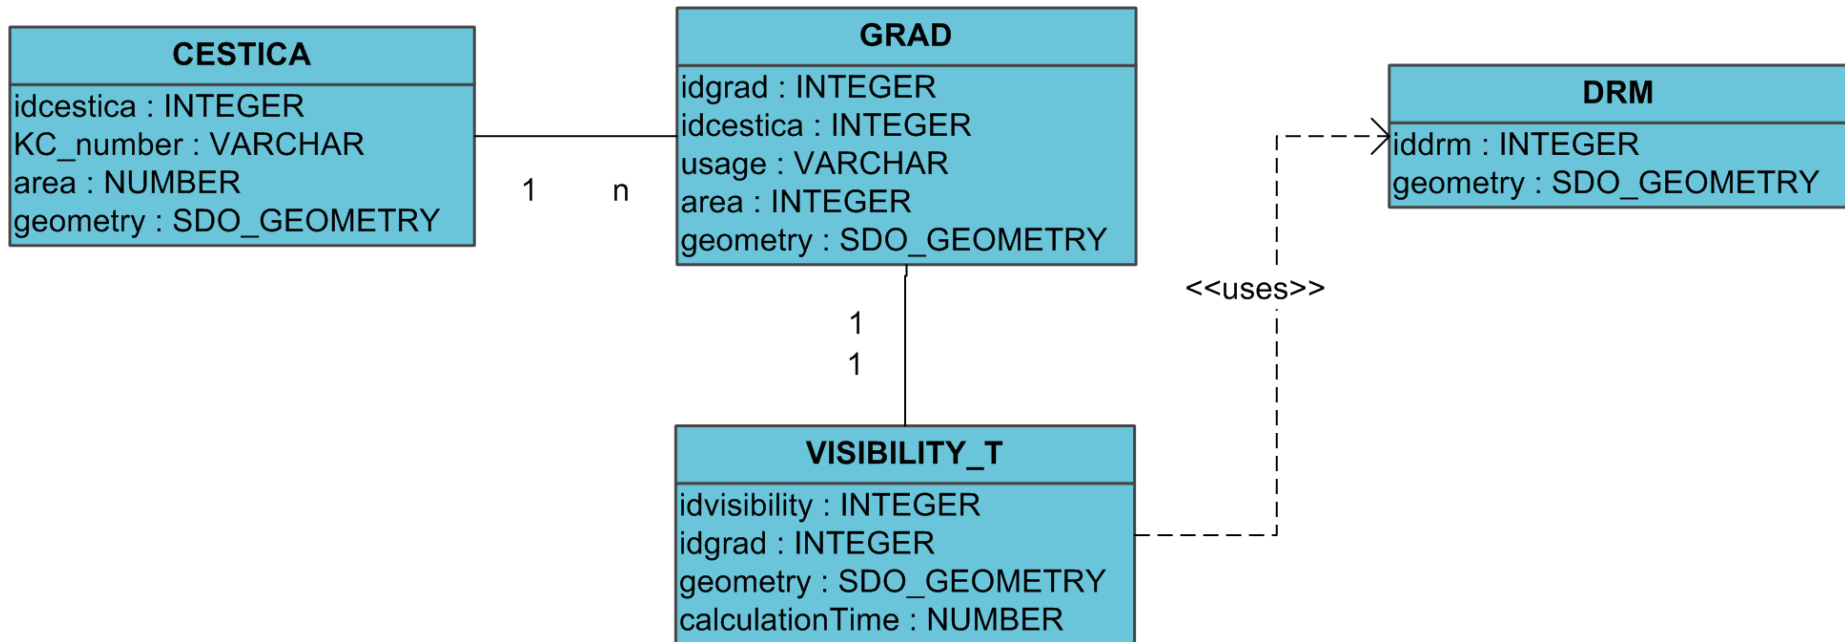 CESTICA
idcestica : INTEGER
KC_number : VARCHAR
area : NUMBER
geometry : SDO_GEOMETRY
1
n
GRAD
idgrad : INTEGER
idcestica : INTEGER
usage : VARCHAR
area : INTEGER
geometry : SDO_GEOMETRY
1
1
VISIBILITY_T
idvisibility : INTEGER
idgrad : INTEGER
geometry : SDO_GEOMETRY
calculationTime : NUMBER
<<uses>>
DRM
iddrm : INTEGER
geometry : SDO_GEOMETRY